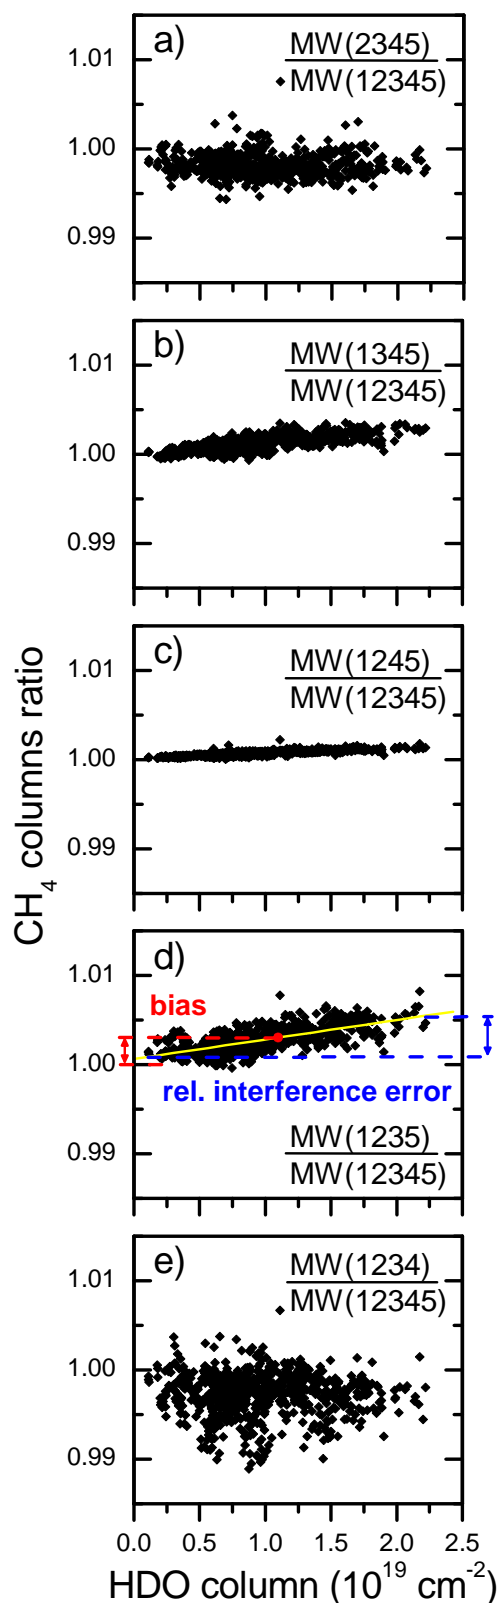 a)
MW(2345)
MW(12345)
1.01
1.00
0.99
b)
MW(1345)
MW(12345)
1.01
1.00
0.99
c)
MW(1245)
MW(12345)
1.01
1.00
0.99
CH4 columns ratio
d)
1.01
bias
1.00
rel. interference error
MW(1235)
0.99
MW(12345)
e)
MW(1234)
1.01
MW(12345)
1.00
0.99
0.0 0.5 1.0 1.5 2.0 2.5
HDO column (10^19 cm^-2)